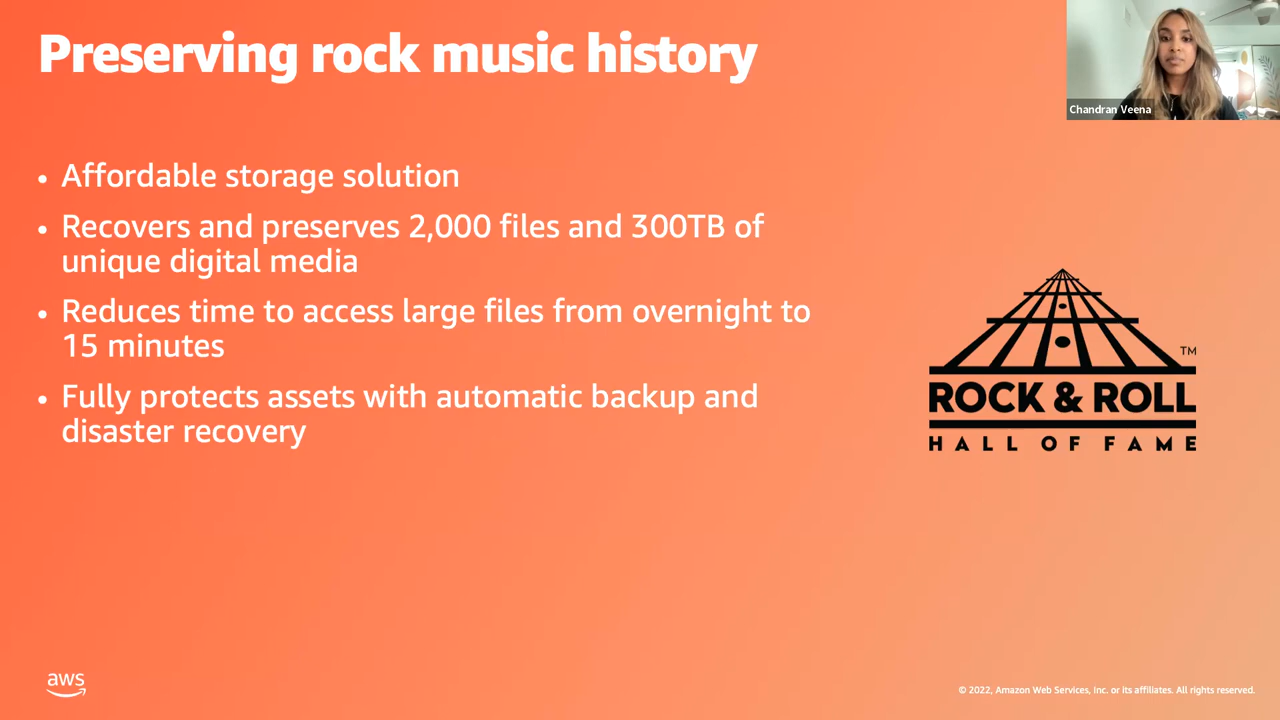 Preserving rock music history
Chandran Veena
• Affordable storage solution
• Recovers and preserves 2,000 files and 300TB of
unique digital media
• Reduces time to access large files from overnight to
15 minutes
• Fully protects assets with automatic backup and
disaster recovery
TM
ROCK & ROLL
HALL OF FAME
aws
© 2022, Amazon Web Services, Inc. or its affiliates. All rights reserved.